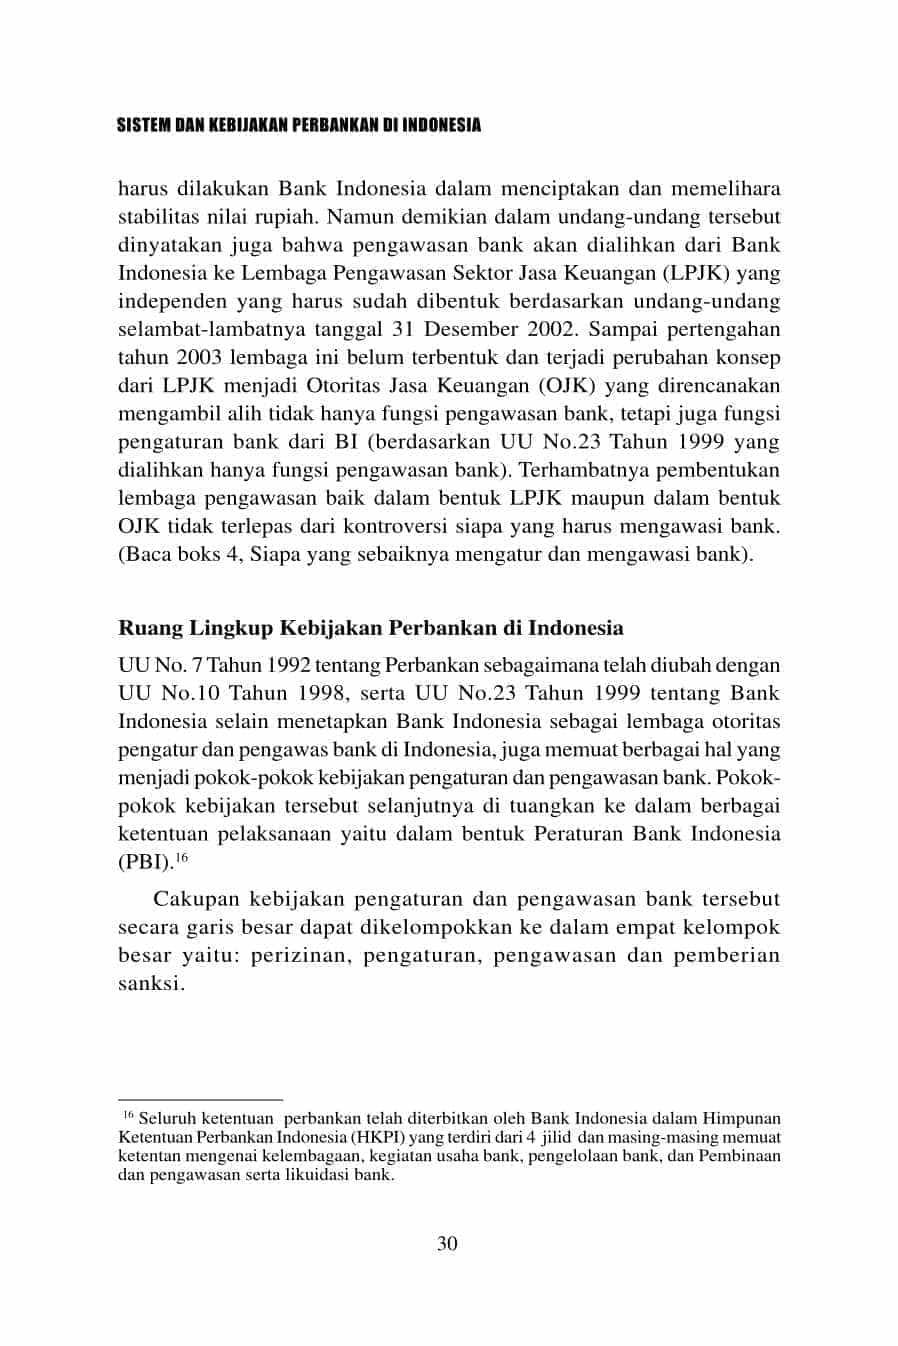 SISTEM DAN KEBIJAKAN PERBANKAN DI INDONESIA
harus dilakukan Bank Indonesia dalam menciptakan dan memelihara
stabilitas nilai rupiah. Namun demikian dalam undang-undang tersebut
dinyatakan juga bahwa pengawasan bank akan dialihkan dari Bank
Indonesia ke Lembaga Pengawasan Sektor Jasa Keuangan (LPJK) yang
independen yang harus sudah dibentuk berdasarkan undang-undang
selambat-lambatnya tanggal 31 Desember 2002. Sampai pertengahan
tahun 2003 lembaga ini belum terbentuk dan terjadi perubahan konsep
dari LPJK menjadi Otoritas Jasa Keuangan (OJK) yang direncanakan
mengambil alih tidak hanya fungsi pengawasan bank, tetapi juga fungsi
pengaturan bank dari BI (berdasarkan UU No.23 Tahun 1999 yang
dialihkan hanya fungsi pengawasan bank). Terhambatnya pembentukan
lembaga pengawasan baik dalam bentuk LPJK maupun dalam bentuk
OJK tidak terlepas dari kontroversi siapa yang harus mengawasi bank.
(Baca boks 4, Siapa yang sebaiknya mengatur dan mengawasi bank).
Ruang Lingkup Kebijakan Perbankan di Indonesia
UU No. 7 Tahun 1992 tentang Perbankan sebagaimana telah diubah dengan
UU No.10 Tahun 1998, serta UU No.23 Tahun 1999 tentang Bank
Indonesia selain menetapkan Bank Indonesia sebagai lembaga otoritas
pengatur dan pengawas bank di Indonesia, juga memuat berbagai hal yang
menjadi pokok-pokok kebijakan pengaturan dan pengawasan bank. Pokok-
pokok kebijakan tersebut selanjutnya di tuangkan ke dalam berbagai
ketentuan pelaksanaan yaitu dalam bentuk Peraturan Bank Indonesia
(PBI).16
Cakupan kebijakan pengaturan dan pengawasan bank tersebut
secara garis besar dapat dikelompokkan ke dalam empat kelompok
besar yaitu: perizinan, pengaturan, pengawasan dan pemberian
sanksi.
16 Seluruh ketentuan perbankan telah diterbitkan oleh Bank Indonesia dalam Himpunan
Ketentuan Perbankan Indonesia (HKPI) yang terdiri dari 4 jilid dan masing-masing memuat
ketentan mengenai kelembagaan, kegiatan usaha bank, pengelolaan bank, dan Pembinaan
dan pengawasan serta likuidasi bank.
30